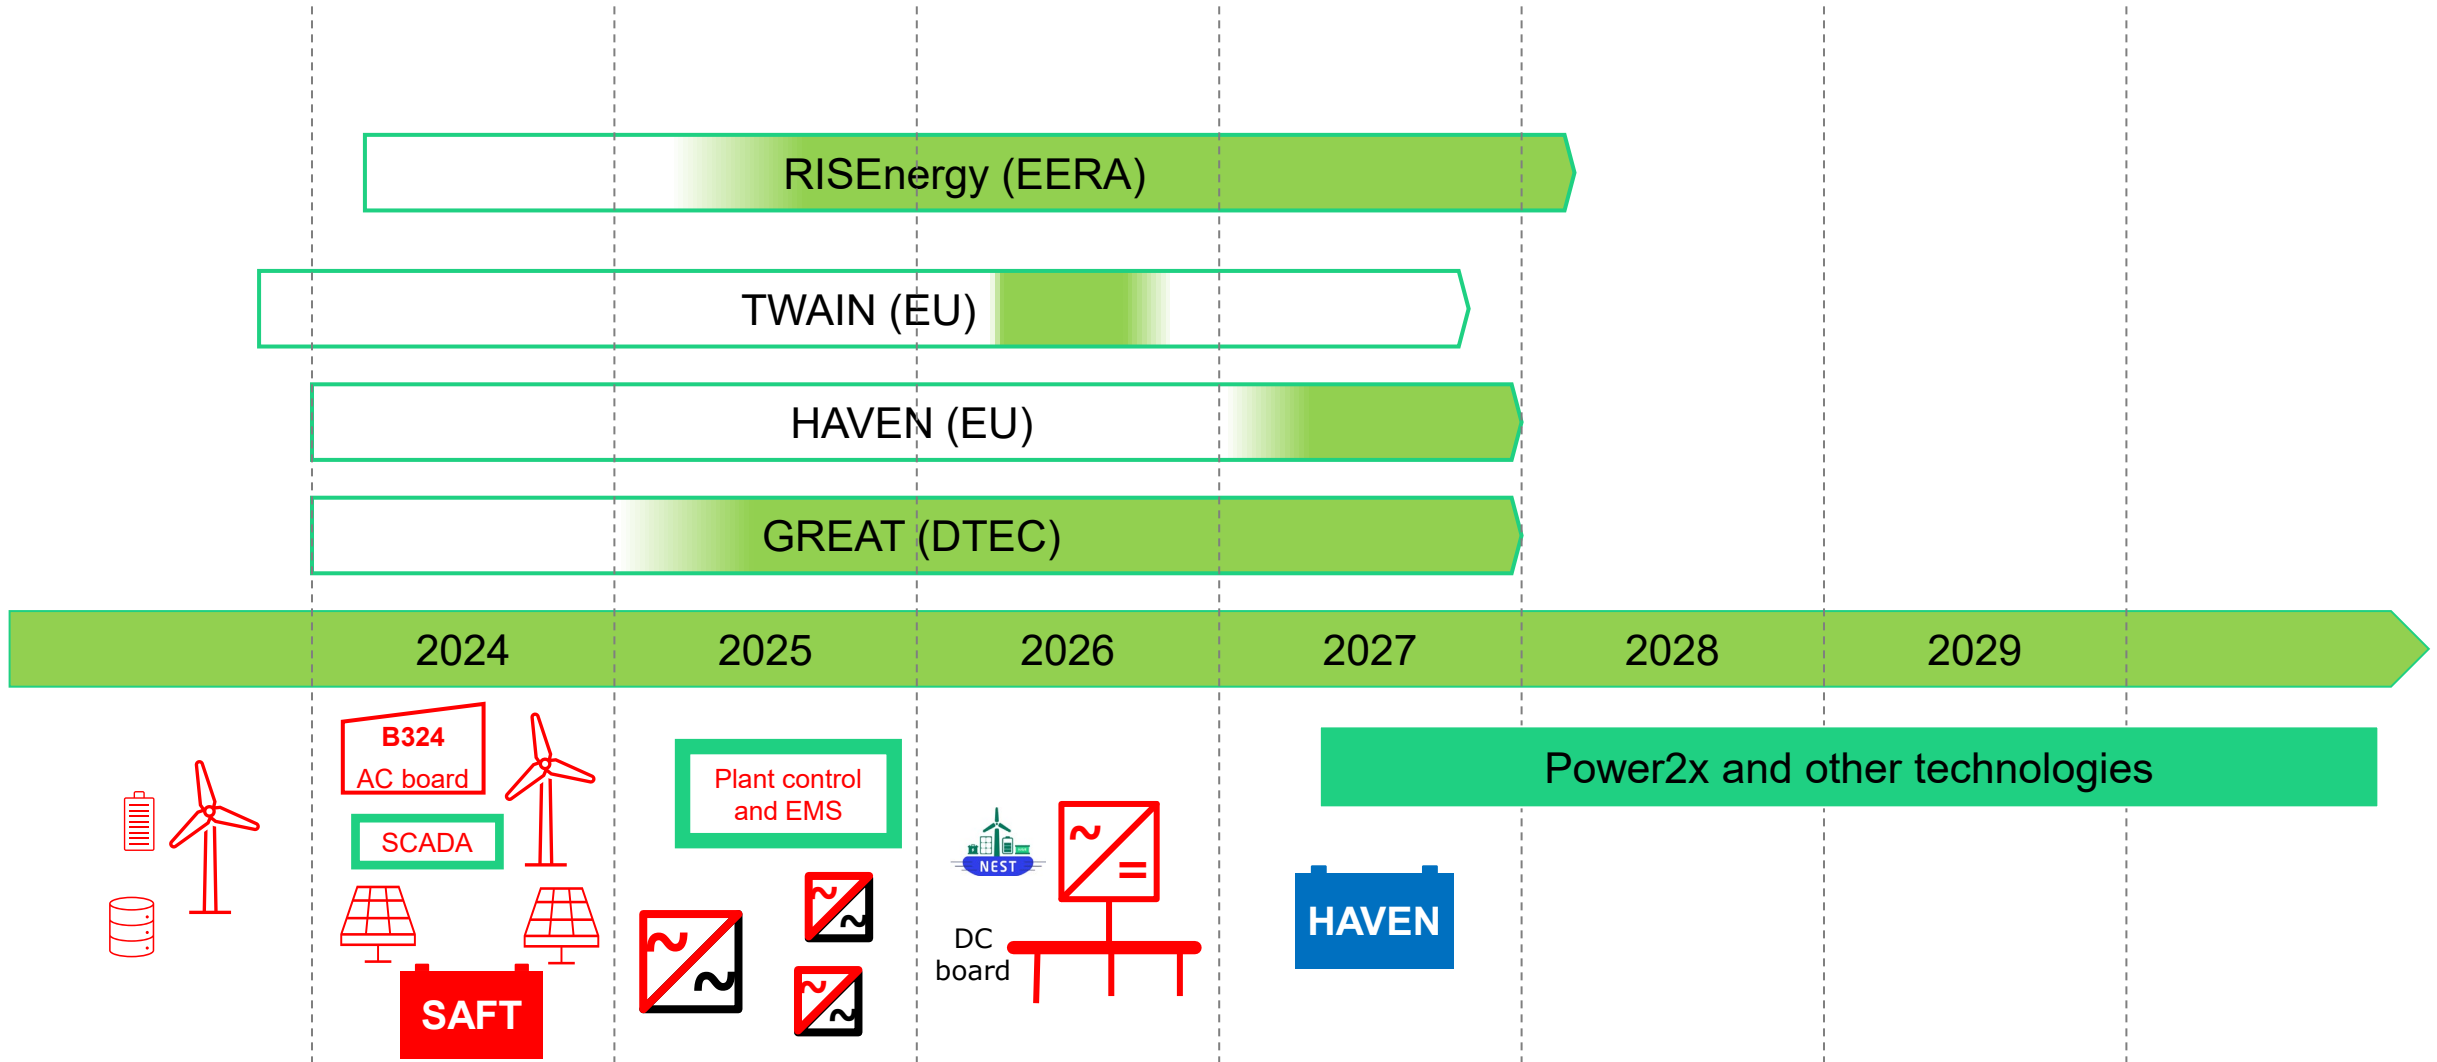 RISEnergy (EERA)
TWAIN (EU)
HAVEN (EU)
GREAT (DTEC)
2024
2025
2026
2027
2028
2029
B324
AC board
SCADA
SAFT
Plant control
and EMS
NEST
DC
board
Power2x and other technologies
HAVEN